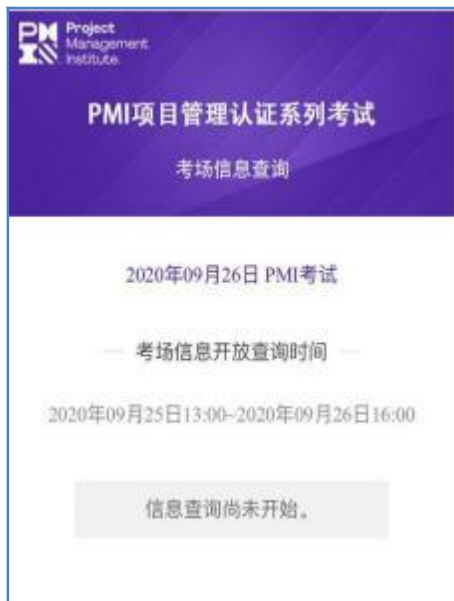 PMI
Project
Management
Institute.
PMI项目管理认证系列考试
考场信息查询
2020年09月26日 PMI考试
考场信息开放查询时间
2020年09月25日13:00~2020年09月26日16:00
信息查询尚未开始。